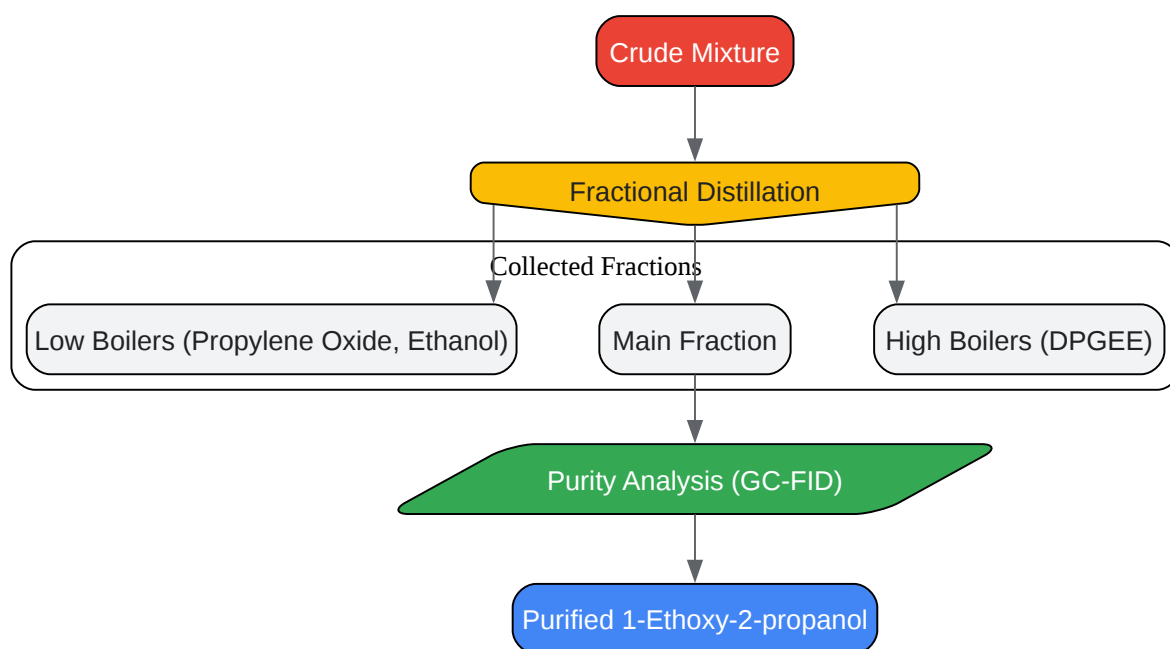 Crude Mixture
Fractional Distillation
Collected Fractions
Low Boilers (Propylene Oxide, Ethanol)
Main Fraction
High Boilers (DPGEE)
Purity Analysis (GC-FID)
Purified 1-Ethoxy-2-propanol